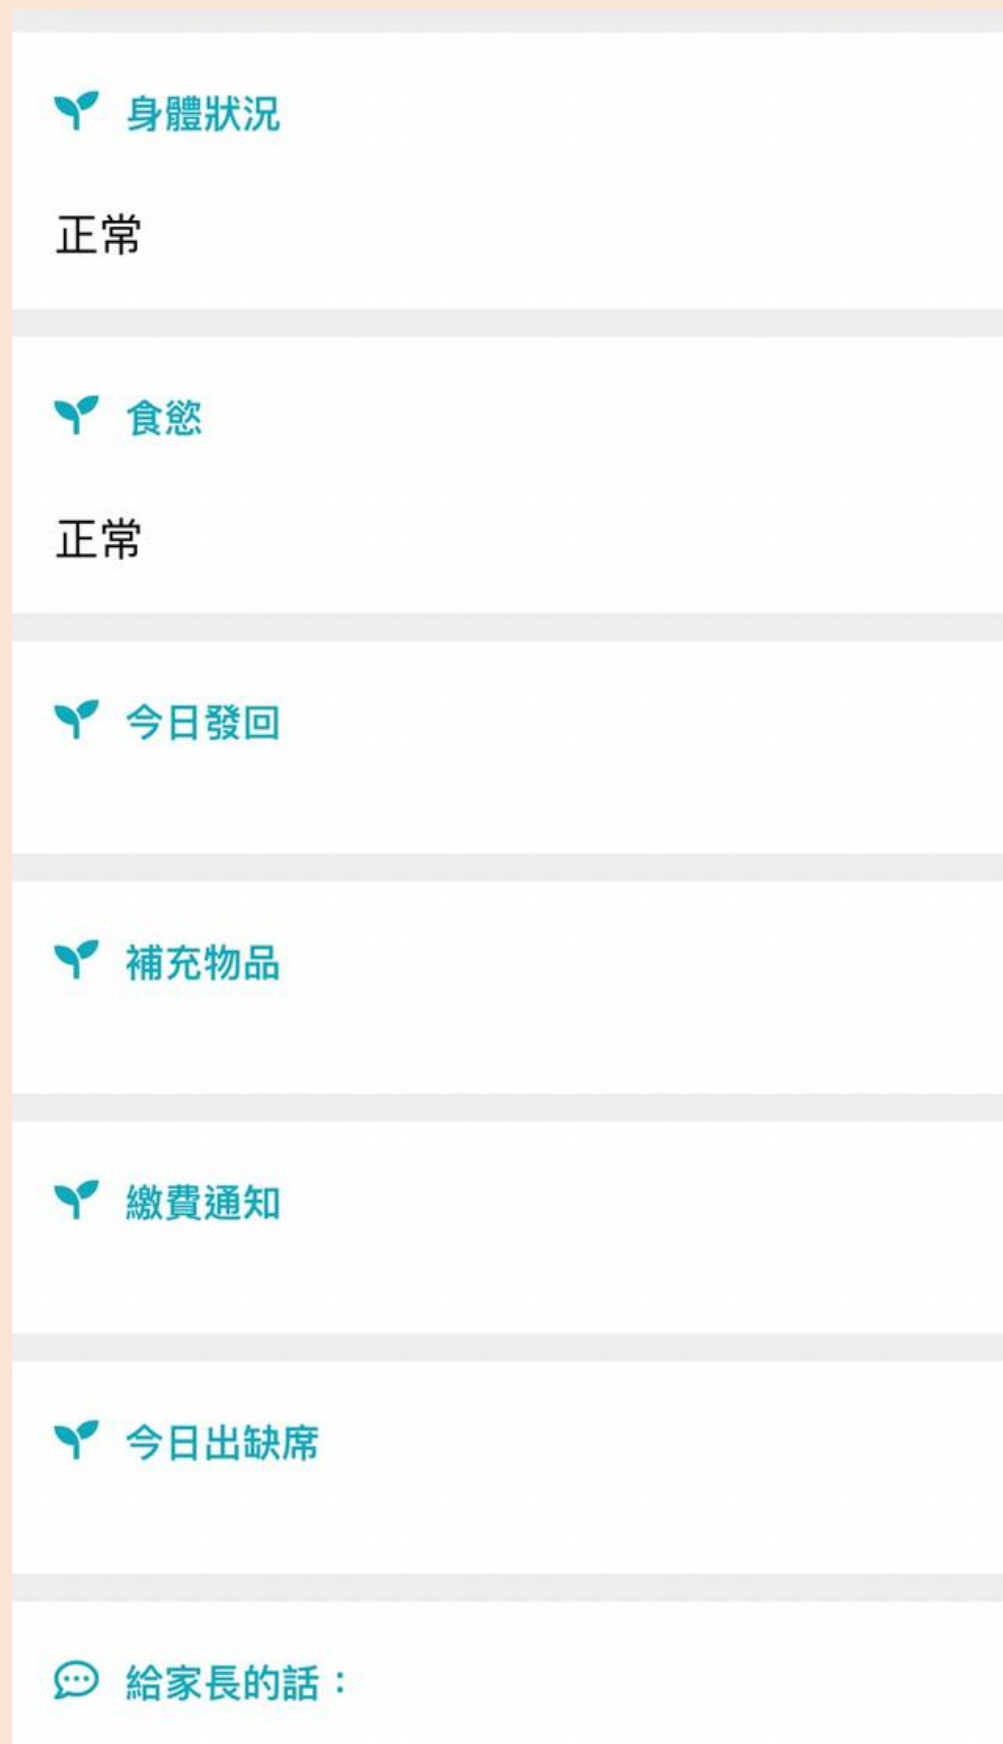 身體狀況
正常
食慾
正常
今日發回
補充物品
繳費通知
今日出缺席
給家長的話：